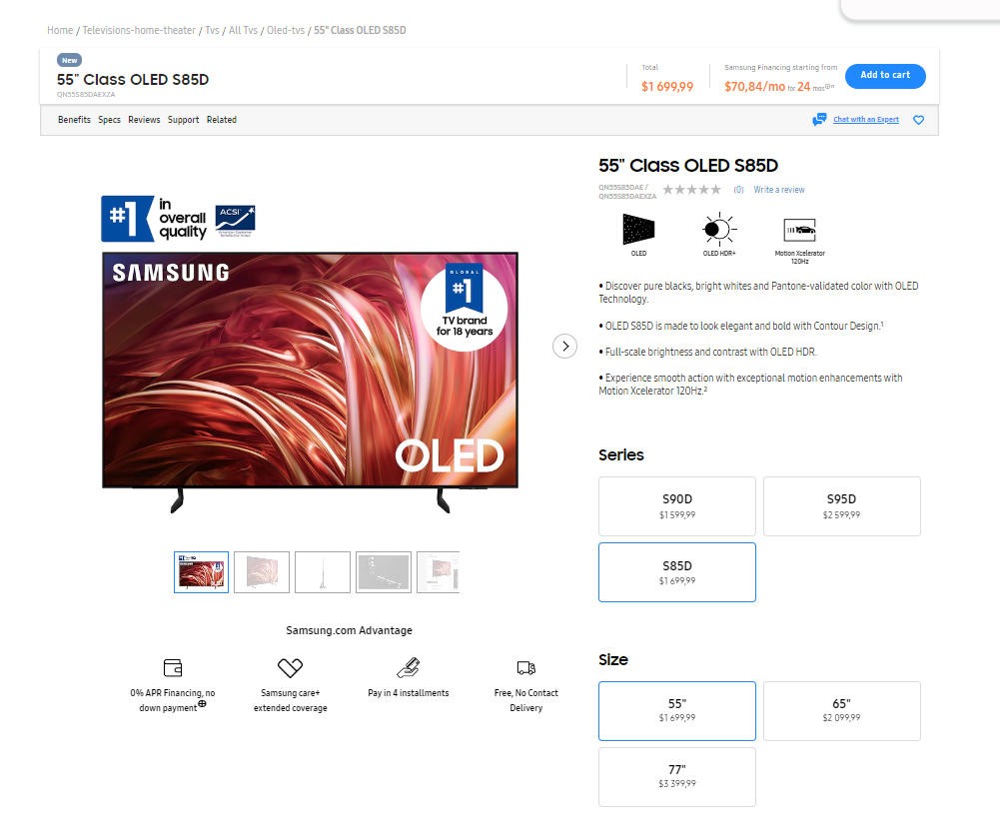 Home / Televisions-home-theater / Tvs / All Tvs / Oled-tvs / 55" Class OLED S85D
New
55" Class OLED S85D
QN55S85DAEXZA
Total
$1 699,99
Samsung Financing starting from
$70,84/mo for 24 mos
Add to cart
Benefits Specs Reviews Support Related
Chat with an Expert
#1 in overall quality
ACSI
SAMSUNG
GLOBAL
#1
TV brand
for 18 years
OLED
Samsung.com Advantage
0% APR Financing, no
down payment
Samsung care+
extended coverage
Pay in 4 installments
Free, No Contact
Delivery
55" Class OLED S85D
QN55S85DAE /
QN55S85DAEXZA
(0) Write a review
OLED
OLED HDR+
Motion Xcelerator
120Hz
• Discover pure blacks, bright whites and Pantone-validated color with OLED
Technology.
• OLED S85D is made to look elegant and bold with Contour Design.¹
• Full-scale brightness and contrast with OLED HDR.
• Experience smooth action with exceptional motion enhancements with
Motion Xcelerator 120Hz.²
Series
S90D
$1 599,99
S95D
$2 599,99
S85D
$1 699,99
Size
55"
$1 699,99
65"
$2 099,99
77"
$3 399,99